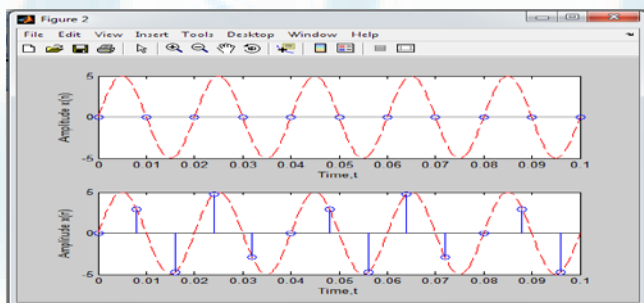 Figure 2
File Edit View Insert Tools Desktop Window Help
5
0
-5
Amplitude x(n)
0 0.01 0.02 0.03 0.04 0.05 0.06 0.07 0.08 0.09 0.1
Time,t
5
0
-5
Amplitude x(n)
0 0.01 0.02 0.03 0.04 0.05 0.06 0.07 0.08 0.09 0.1
Time,t